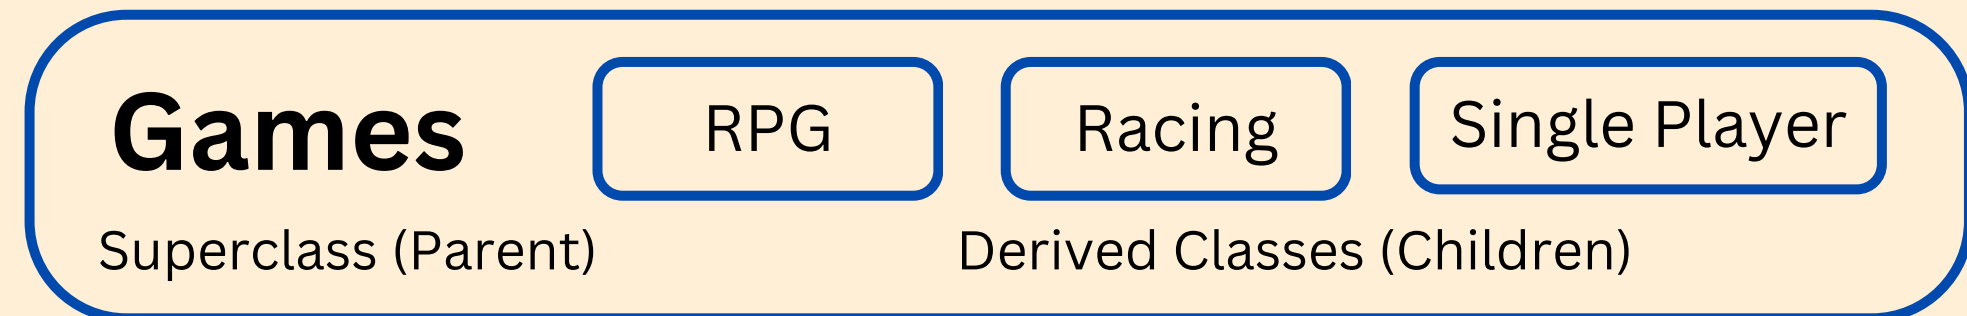 Games
RPG
Racing
Single Player
Superclass (Parent)
Derived Classes (Children)